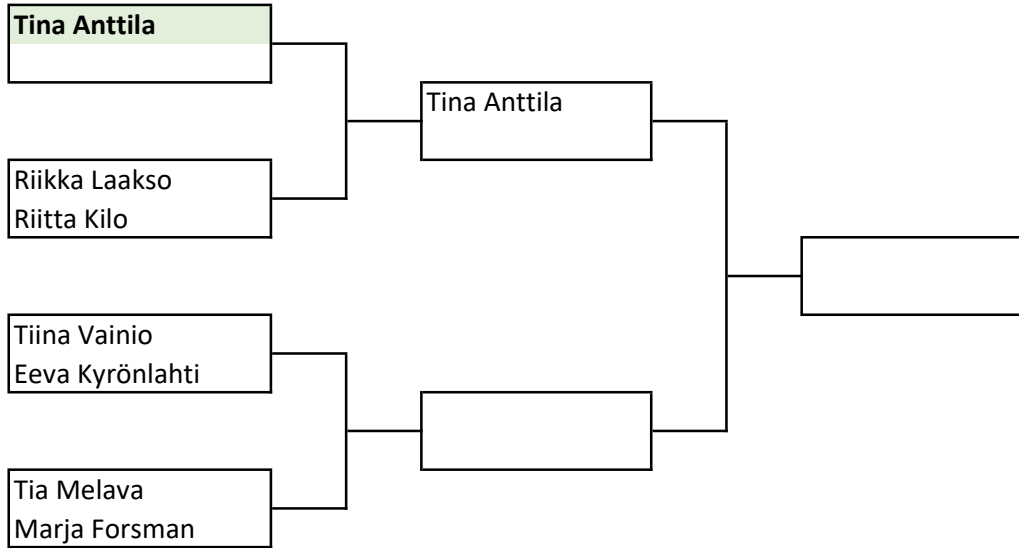 Tina Anttila
Tina Anttila
Riikka Laakso
Riitta Kilo
Tiina Vainio
Eeva Kyrönlahti
Tia Melava
Marja Forsman